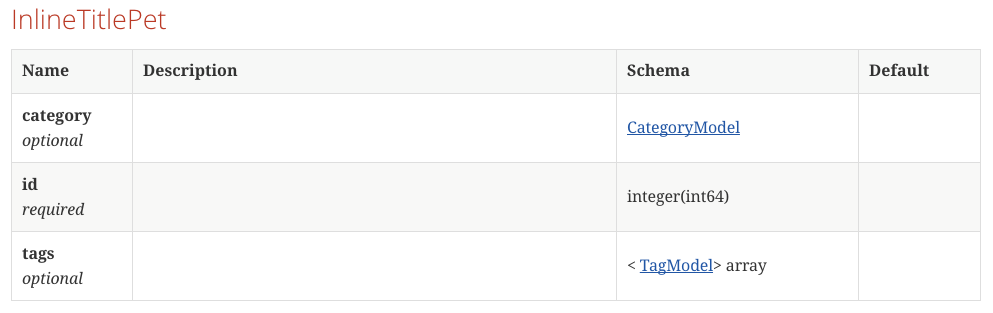 InlineTitlePet
Name Description Schema Default
category
optional
CategoryModel
id
required
integer(int64)
tags
optional
< TagModel> array